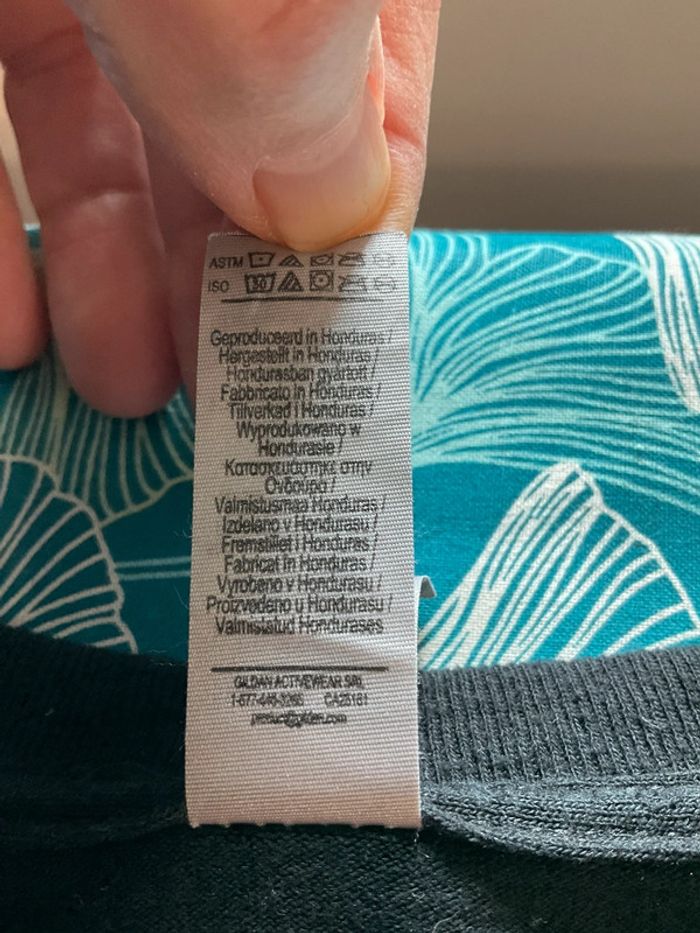 ASTM
ISO 30
Geproduceerd in Honduras /
Hergestellt in Honduras /
Hondurasban gyártott /
Fabbricato in Honduras /
Tillverkad i Honduras /
Wyprodukowano w
Hondurasie /
Κατασκευάστηκε στην
Ονδούρα /
Valmistusmaa Honduras /
Izdelano v Hondurasu /
Fremstillet i Honduras /
Fabricat în Honduras /
Vyrobeno v Hondurasu /
Proizvedeno u Hondurasu /
Valmistatud Hondurases
GILDAN ACTIVEWEAR SRL
CA25181